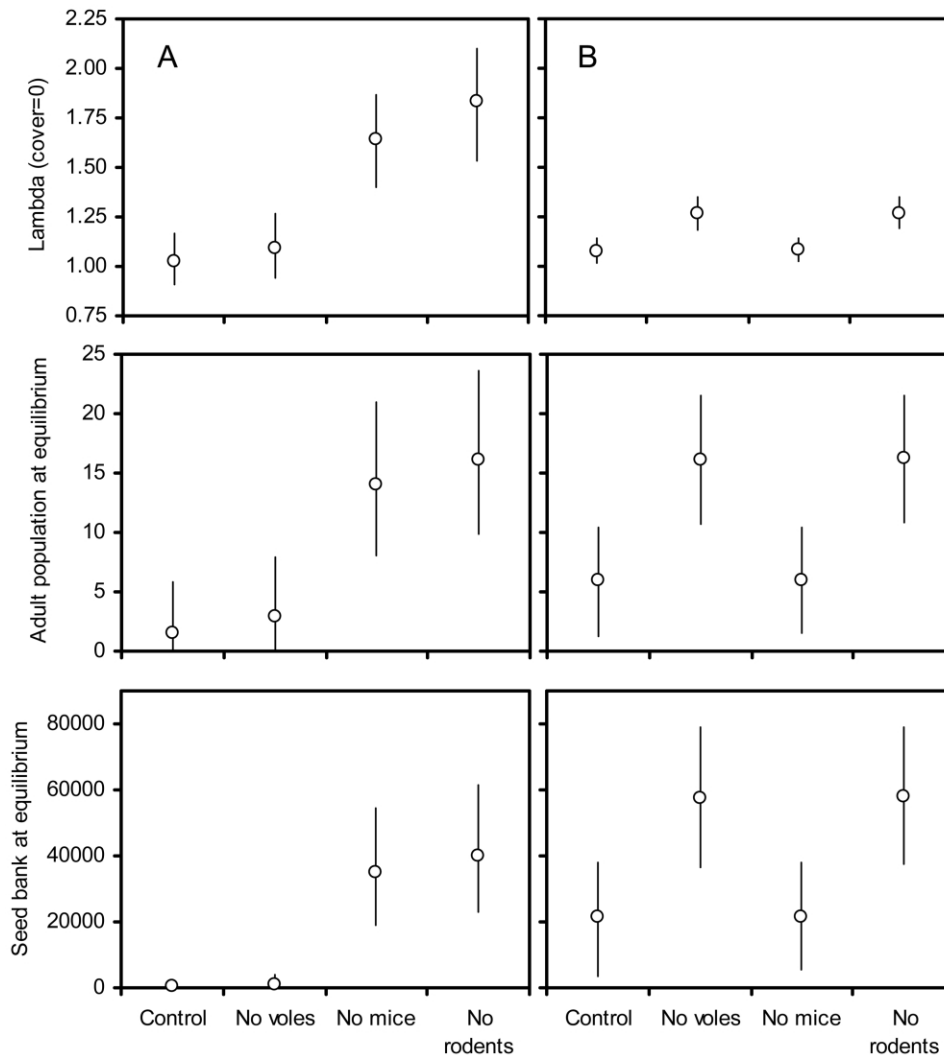 A
B
Lambda (cover=0)
2.25
2.00
1.75
1.50
1.25
1.00
0.75
Adult population at equilibrium
25
20
15
10
5
0
Seed bank at equilibrium
80000
60000
40000
20000
0
Control No voles No mice No rodents
Control No voles No mice No rodents